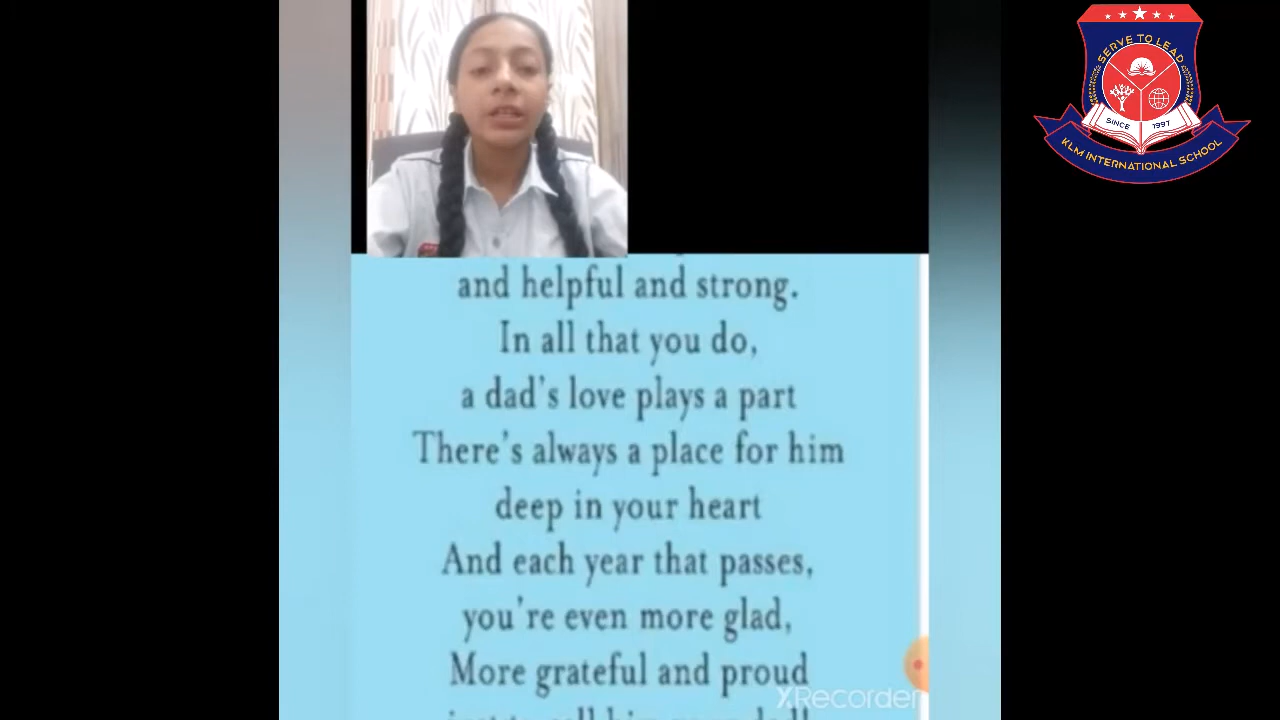 SERVE TO LEAD
SINCE 1997
KLM INTERNATIONAL SCHOOL
and helpful and strong.
In all that you do,
a dad's love plays a part
There's always a place for him
deep in your heart
And each year that passes,
you're even more glad,
More grateful and proud
XRecorder